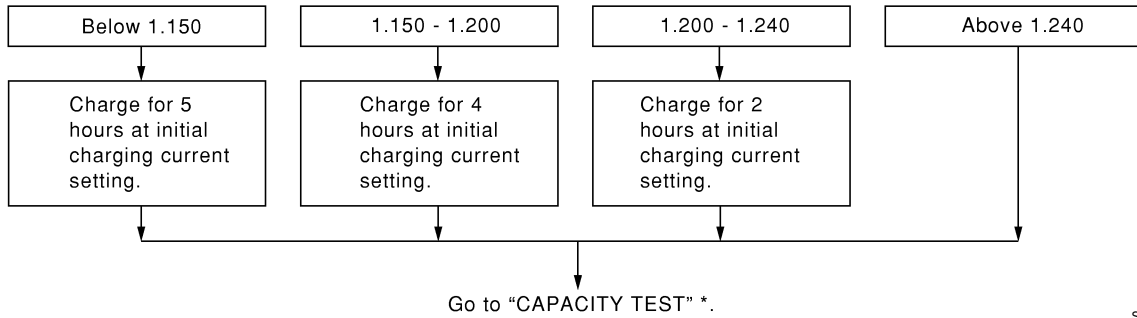 Below 1.150
1.150 - 1.200
1.200 - 1.240
Above 1.240
Charge for 5
hours at initial
charging current
setting.
Charge for 4
hours at initial
charging current
setting.
Charge for 2
hours at initial
charging current
setting.
Go to “CAPACITY TEST” *.